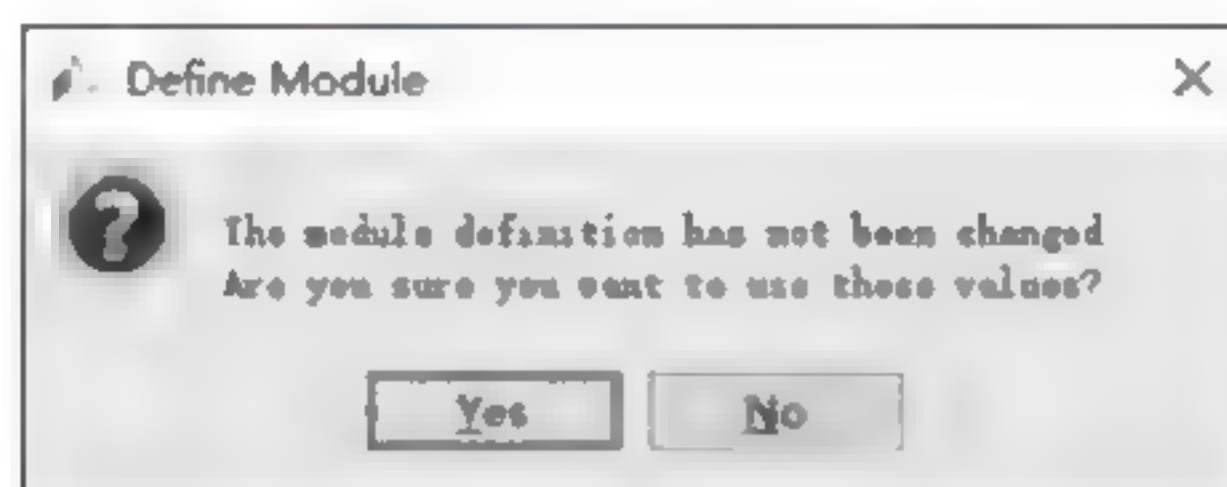 Define Module
The module definition has not been changed
Are you sure you want to use these values?
Yes
No